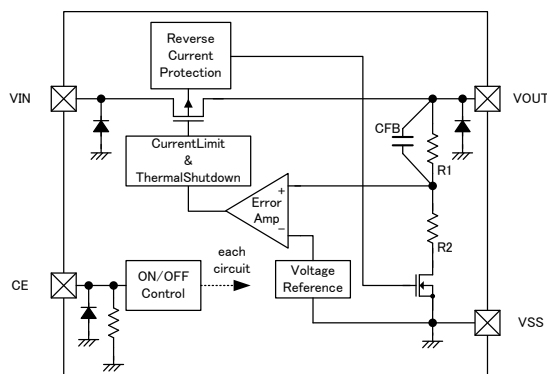 Reverse
Current
Protection
VIN
VOUT
CFB
R1
CurrentLimit
&
ThermalShutdown
+
Error
Amp
−
R2
each
circuit
CE
ON/OFF
Control
Voltage
Reference
VSS